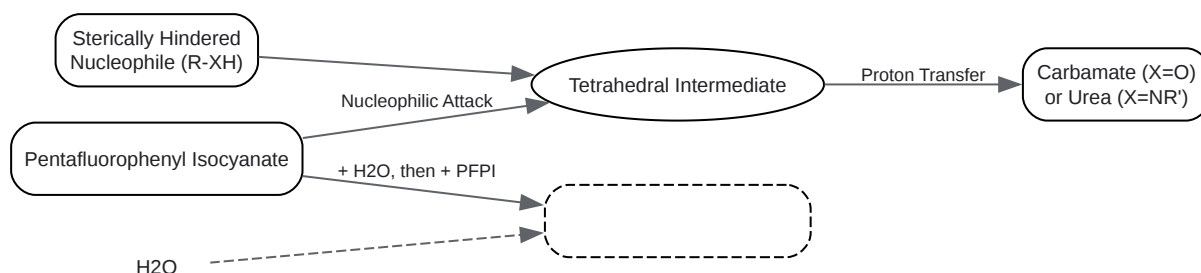 Sterically Hindered
Nucleophile (R-XH)
Tetrahedral Intermediate
Proton Transfer
Carbamate (X=O)
or Urea (X=NR')
Nucleophilic Attack
Pentafluorophenyl Isocyanate
+ H2O, then + PFPI
H2O